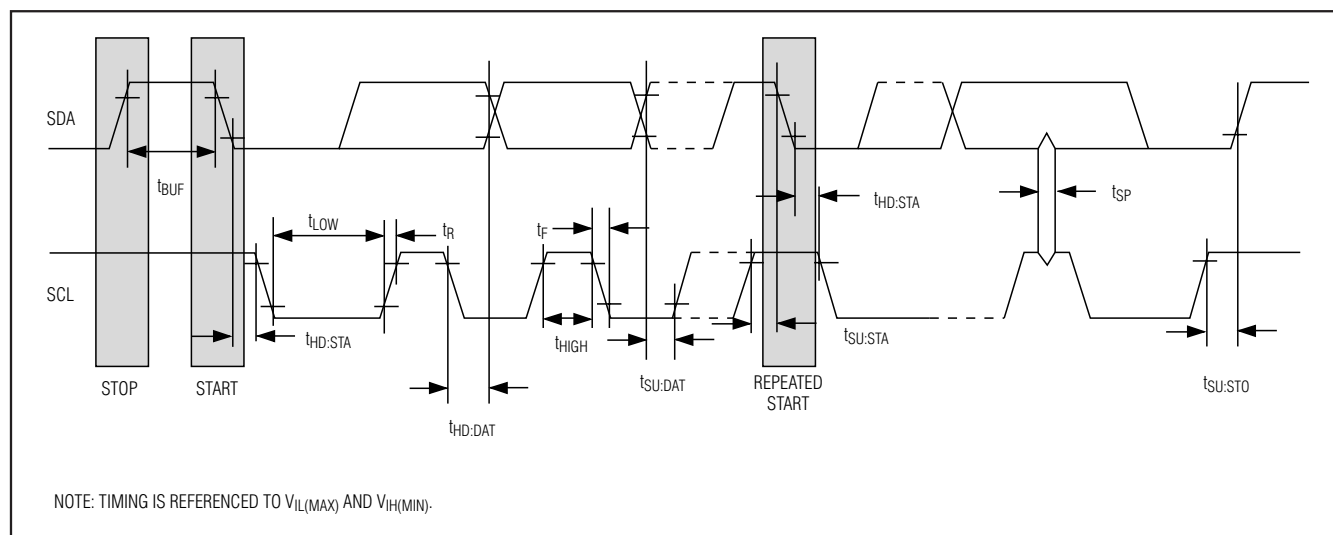 SDA
tBUF
tLOW
tR
tF
tHD:STA
tSP
SCL
tHD:STA
tHIGH
tSU:DAT
tSU:STA
tSU:STO
tHD:DAT
STOP
START
REPEATED
START
NOTE: TIMING IS REFERENCED TO VIL(MAX) AND VIH(MIN).